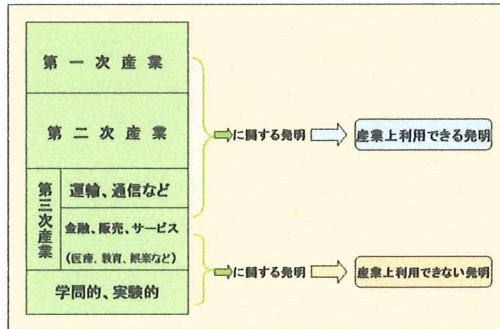 第一次産業
第二次産業
第三次産業
運輸、通信など
金融、販売、サービス
(医療、教育、娯楽など)
学問的、実験的
に関する発明
産業上利用できる発明
に関する発明
産業上利用できない発明